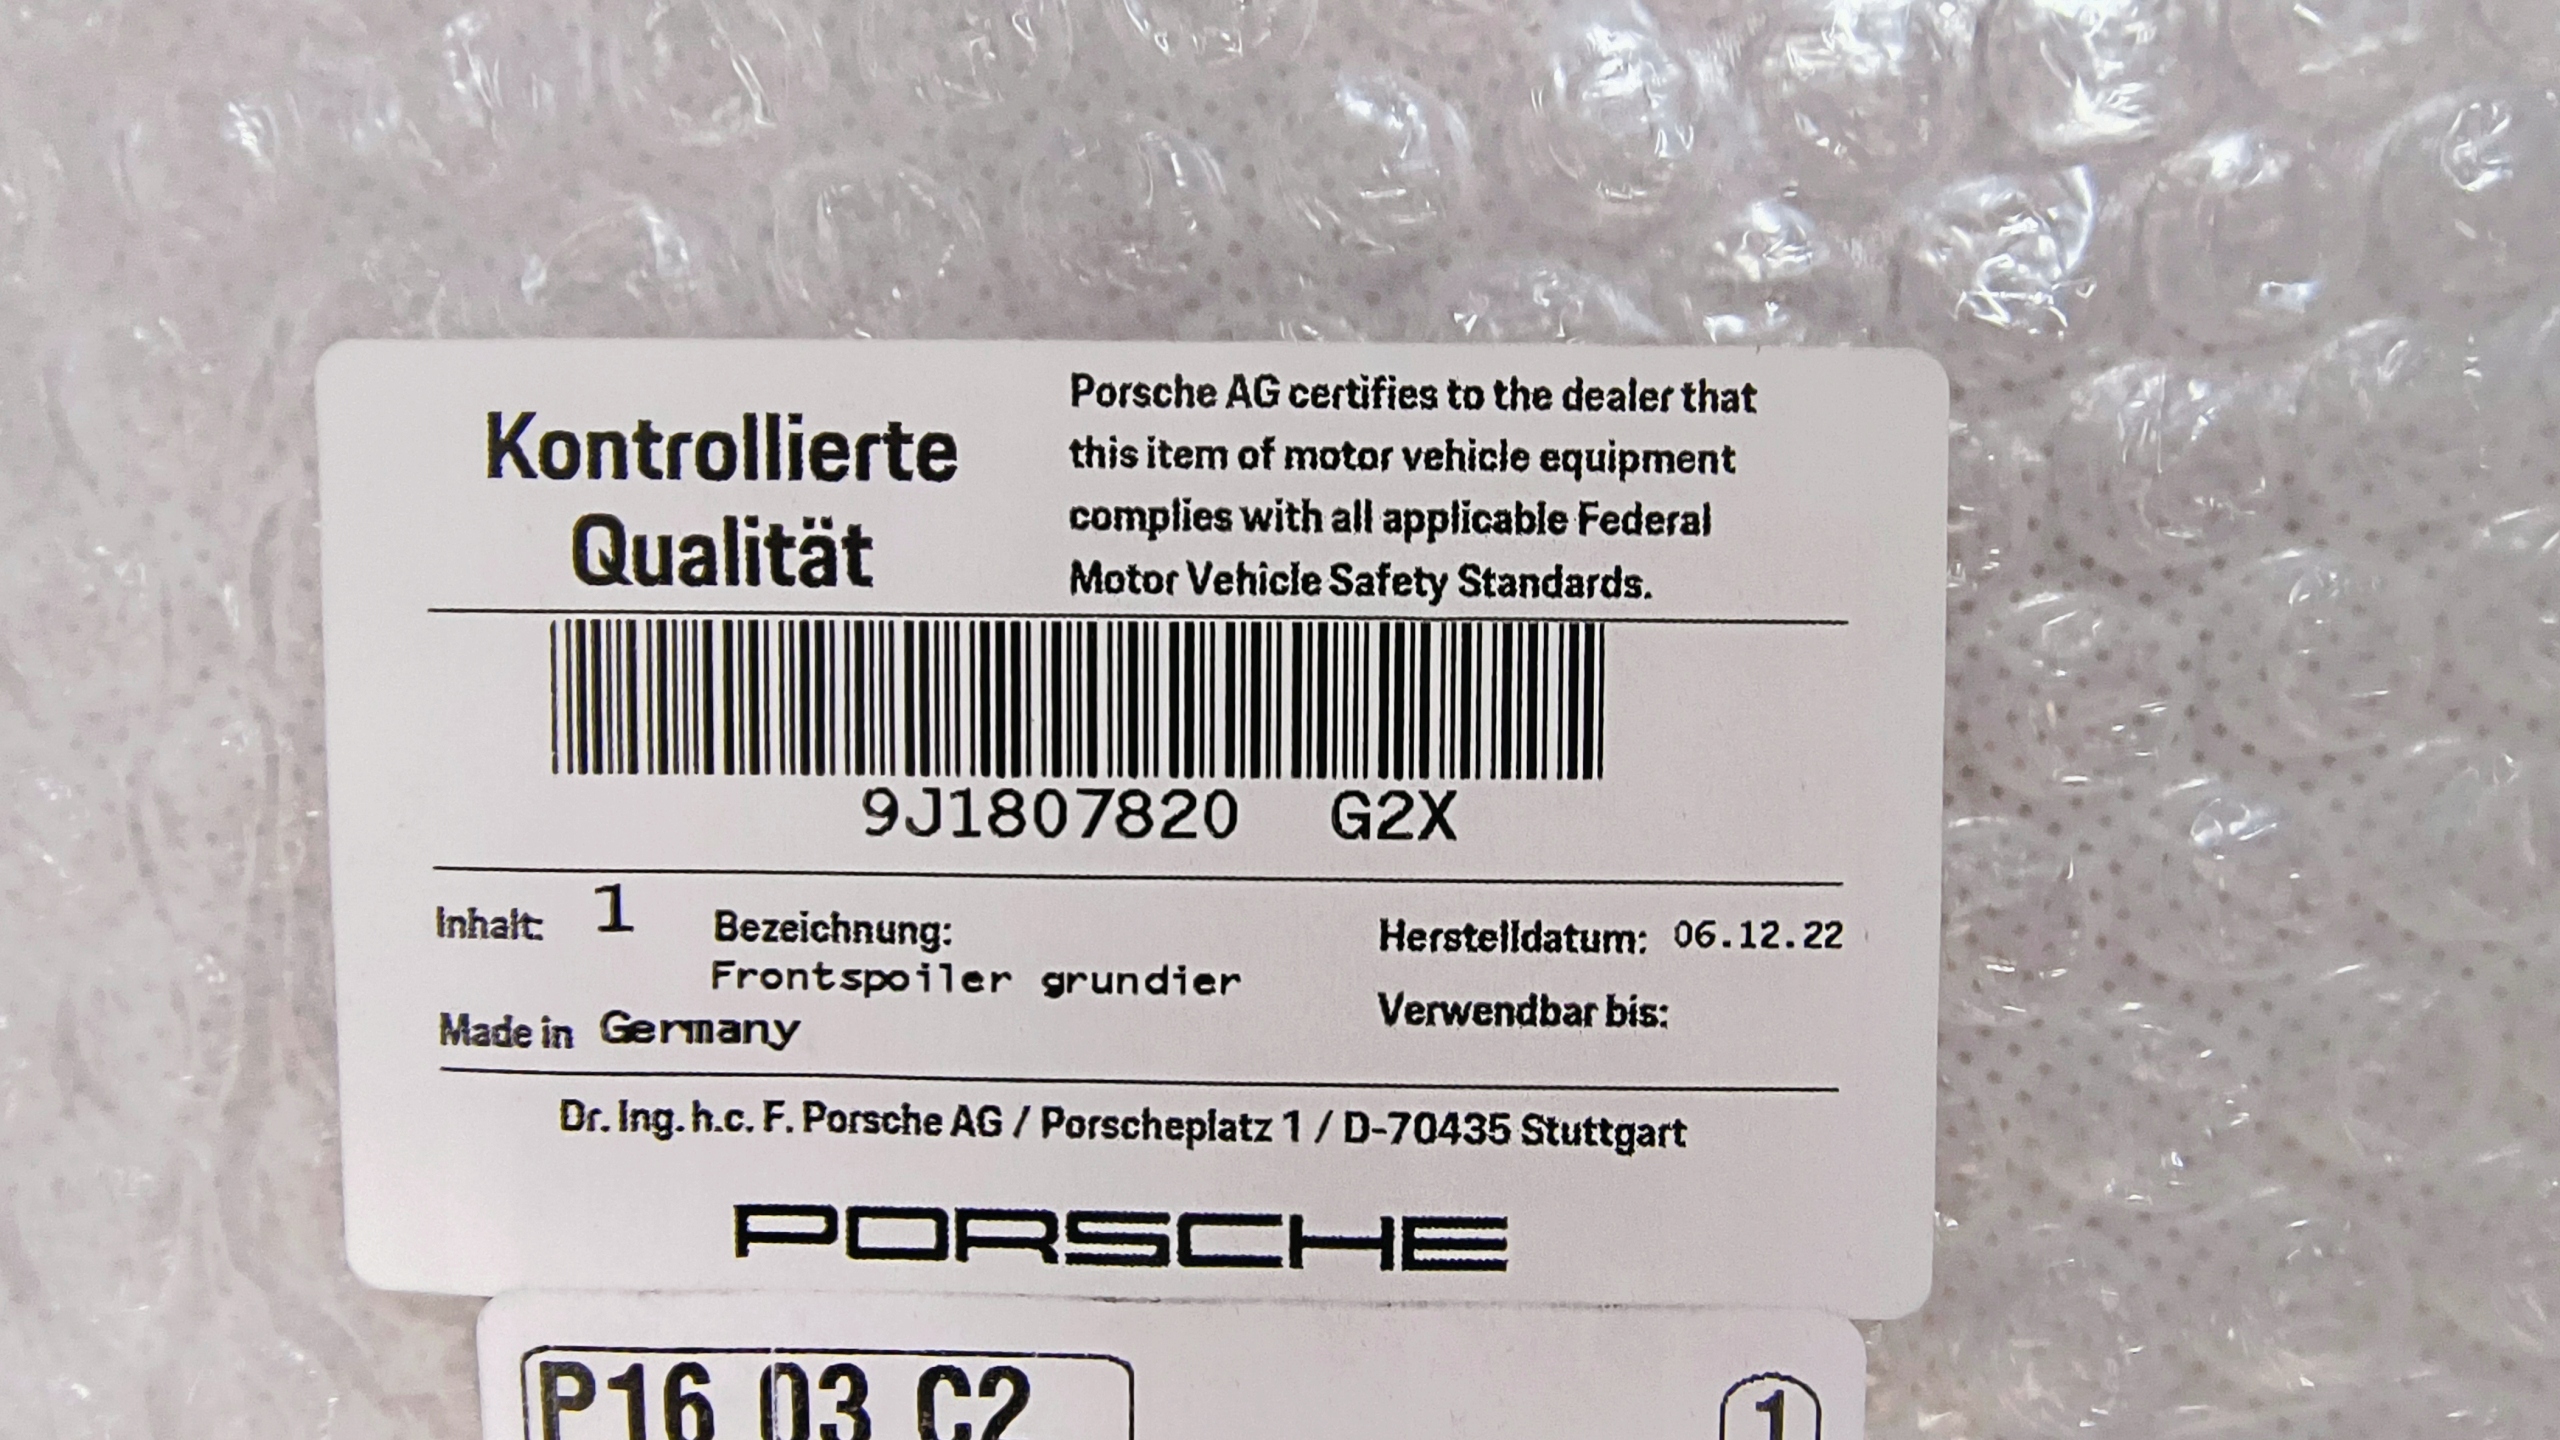 Kontrollierte
Qualität
Porsche AG certifies to the dealer that
this item of motor vehicle equipment
complies with all applicable Federal
Motor Vehicle Safety Standards.
9J1807820 G2X
Inhalt: 1
Bezeichnung:
Frontspoiler grundier
Made in Germany
Herstelldatum: 06.12.22
Verwendbar bis:
Dr. Ing. h.c. F. Porsche AG / Porscheplatz 1 / D-70435 Stuttgart
PORSCHE
P16 03 C2
1